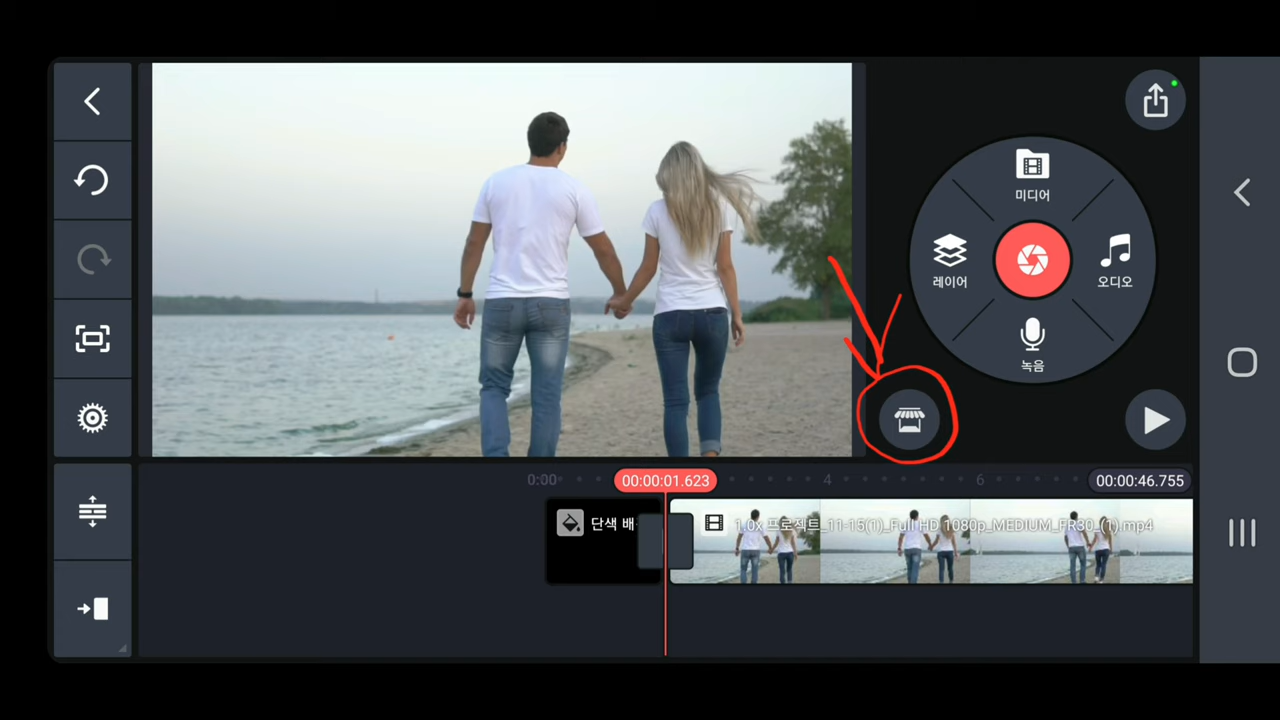 미디어
레이어
오디오
녹음
0:00
00:00:01.623
4
6
00:00:46.755
단색 배
1.0x 프로젝트_11-15(1)_Full HD 1080p_MEDIUM_FR30_(1).mp4